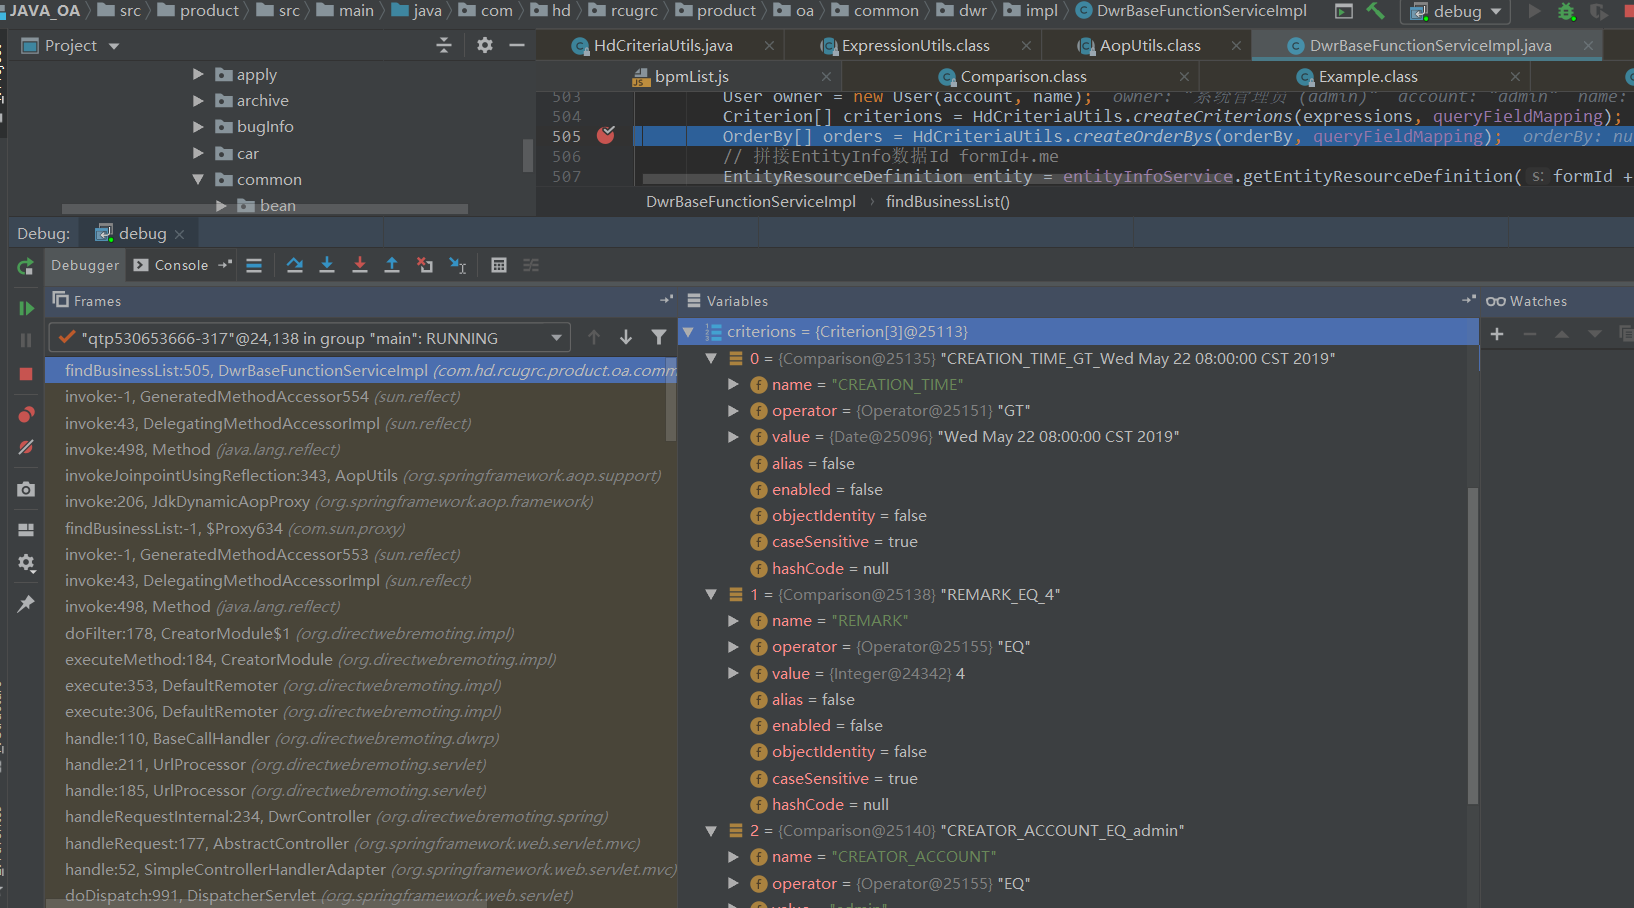 JAVA_OA src product src main java com hd rcugrc product oa common dwr impl DwrBaseFunctionServiceImpl debug
Project
HdCriteriaUtils.java ExpressionUtils.class AopUtils.class DwrBaseFunctionServiceImpl.java
bpmList.js Comparison.class Example.class
apply
archive
bugInfo
car
common
bean
503 User owner = new User(account, name); owner: "系统管理员 (admin)" account: "admin" name:
504 Criterion[] criterions = HdCriteriaUtils.createCriterions(expressions, queryFieldMapping);
505 OrderBy[] orders = HdCriteriaUtils.createOrderBys(orderBy, queryFieldMapping); orderBy: nu
506 // 拼接EntityInfo数据Id formId+.me
507 EntityResourceDefinition entity = entityInfoService.getEntityResourceDefinition( s: formId +
DwrBaseFunctionServiceImpl › findBusinessList()
Debug: debug
Debugger Console
Frames
"qtp530653666-317"@24,138 in group "main": RUNNING
findBusinessList:505, DwrBaseFunctionServiceImpl (com.hd.rcugrc.product.oa.comm
invoke:-1, GeneratedMethodAccessor554 (sun.reflect)
invoke:43, DelegatingMethodAccessorImpl (sun.reflect)
invoke:498, Method (java.lang.reflect)
invokeJoinpointUsingReflection:343, AopUtils (org.springframework.aop.support)
invoke:206, JdkDynamicAopProxy (org.springframework.aop.framework)
findBusinessList:-1, $Proxy634 (com.sun.proxy)
invoke:-1, GeneratedMethodAccessor553 (sun.reflect)
invoke:43, DelegatingMethodAccessorImpl (sun.reflect)
invoke:498, Method (java.lang.reflect)
doFilter:178, CreatorModule$1 (org.directwebremoting.impl)
executeMethod:184, CreatorModule (org.directwebremoting.impl)
execute:353, DefaultRemoter (org.directwebremoting.impl)
execute:306, DefaultRemoter (org.directwebremoting.impl)
handle:110, BaseCallHandler (org.directwebremoting.dwrp)
handle:211, UrlProcessor (org.directwebremoting.servlet)
handle:185, UrlProcessor (org.directwebremoting.servlet)
handleRequestInternal:234, DwrController (org.directwebremoting.spring)
handleRequest:177, AbstractController (org.springframework.web.servlet.mvc)
handle:52, SimpleControllerHandlerAdapter (org.springframework.web.servlet.mvc)
doDispatch:991, DispatcherServlet (org.springframework.web.servlet)
Variables
criterions = {Criterion[3]@25113}
0 = {Comparison@25135} "CREATION_TIME_GT_Wed May 22 08:00:00 CST 2019"
name = "CREATION_TIME"
operator = {Operator@25151} "GT"
value = {Date@25096} "Wed May 22 08:00:00 CST 2019"
alias = false
enabled = false
objectIdentity = false
caseSensitive = true
hashCode = null
1 = {Comparison@25138} "REMARK_EQ_4"
name = "REMARK"
operator = {Operator@25155} "EQ"
value = {Integer@24342} 4
alias = false
enabled = false
objectIdentity = false
caseSensitive = true
hashCode = null
2 = {Comparison@25140} "CREATOR_ACCOUNT_EQ_admin"
name = "CREATOR_ACCOUNT"
operator = {Operator@25155} "EQ"
value = "admin"
Watches